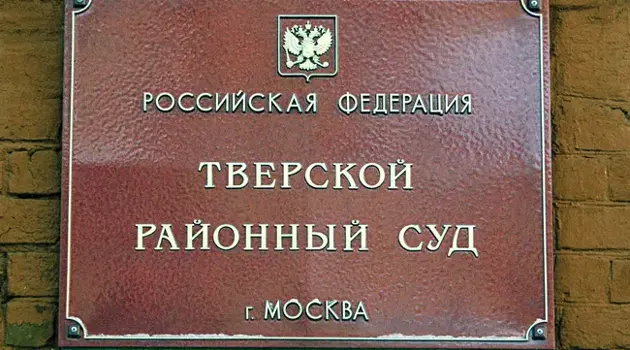 РОССИЙСКАЯ ФЕДЕРАЦИЯ
ТВЕРСКОЙ
РАЙОННЫЙ СУД
г. МОСКВА